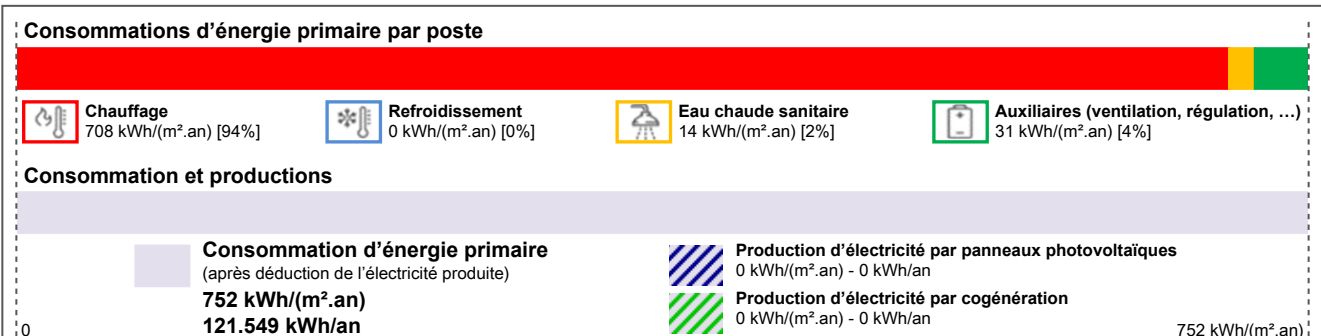 Consommations d’énergie primaire par poste
Chauffage
708 kWh/(m².an) [94%]
Refroidissement
0 kWh/(m².an) [0%]
Eau chaude sanitaire
14 kWh/(m².an) [2%]
Auxiliaires (ventilation, régulation, …)
31 kWh/(m².an) [4%]
Consommation et productions
Consommation d’énergie primaire
(après déduction de l’électricité produite)
752 kWh/(m².an)
121.549 kWh/an
Production d’électricité par panneaux photovoltaïques
0 kWh/(m².an) - 0 kWh/an
Production d’électricité par cogénération
0 kWh/(m².an) - 0 kWh/an
0
752 kWh/(m².an)